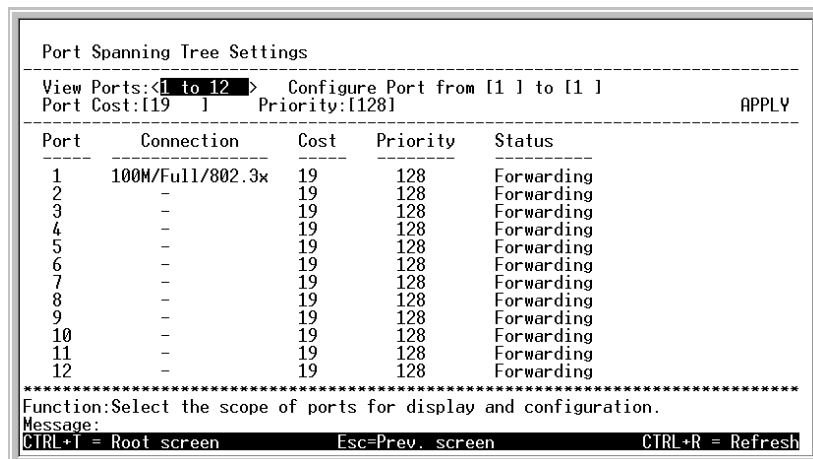 Port Spanning Tree Settings
View Ports:<1 to 12 >   Configure Port from [1 ] to [1 ]
Port Cost:[19   ]     Priority:[128]     APPLY
Port     Connection     Cost     Priority     Status
1     100M/Full/802.3x     19     128     Forwarding
2     -     19     128     Forwarding
3     -     19     128     Forwarding
4     -     19     128     Forwarding
5     -     19     128     Forwarding
6     -     19     128     Forwarding
7     -     19     128     Forwarding
8     -     19     128     Forwarding
9     -     19     128     Forwarding
10     -     19     128     Forwarding
11     -     19     128     Forwarding
12     -     19     128     Forwarding
*******************************************************************************
Function:Select the scope of ports for display and configuration.
Message:
CTRL+T = Root screen     Esc=Prev. screen     CTRL+R = Refresh